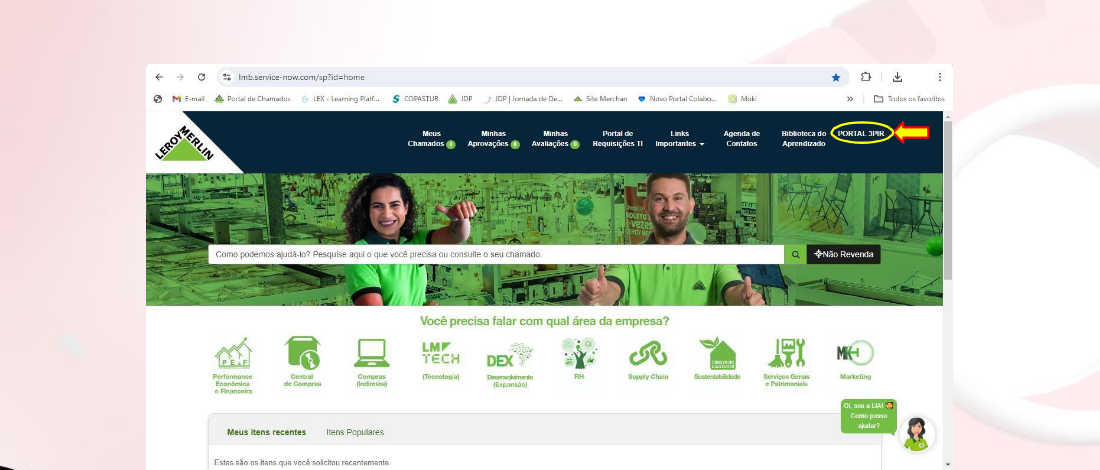 lmb.service-now.com/sp?id=home
E-mail
Portal de Chamados
LEX - Learning Platf...
COPASTUR
JDP
JDP | Jornada de De...
Site Merchan
Novo Portal Colabo...
Moki
Todos os favoritos
LEROY MERLIN
Meus Chamados 0
Minhas Aprovações 0
Minhas Avaliações 0
Portal de Requisições TI
Links Importantes
Agenda de Contatos
Biblioteca do Aprendizado
PORTAL 3PIR
Como podemos ajudá-lo? Pesquise aqui o que você precisa ou consulte o seu chamado.
Não Revenda
Você precisa falar com qual área da empresa?
P E & F
LM
TECH
DEX
Performance
Econômica
e Financeira
Central
de Compras
Compras
(Indiretos)
(Tecnologia)
Desenvolvimento
(Expansão)
RH
Supply Chain
Sustentabilidade
Serviços Gerais
e Patrimoniais
Marketing
Oi, sou a LIA!
Como posso
ajudar?
Meus itens recentes
Itens Populares
Estes são os itens que você solicitou recentemente